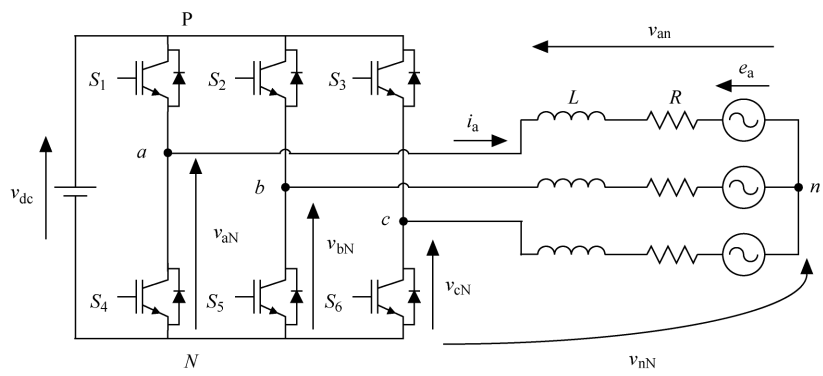 P
v_an
e_a
S_1
S_2
S_3
L
R
i_a
a
b
n
v_dc
c
v_aN
v_bN
v_cN
S_4
S_5
S_6
N
v_nN